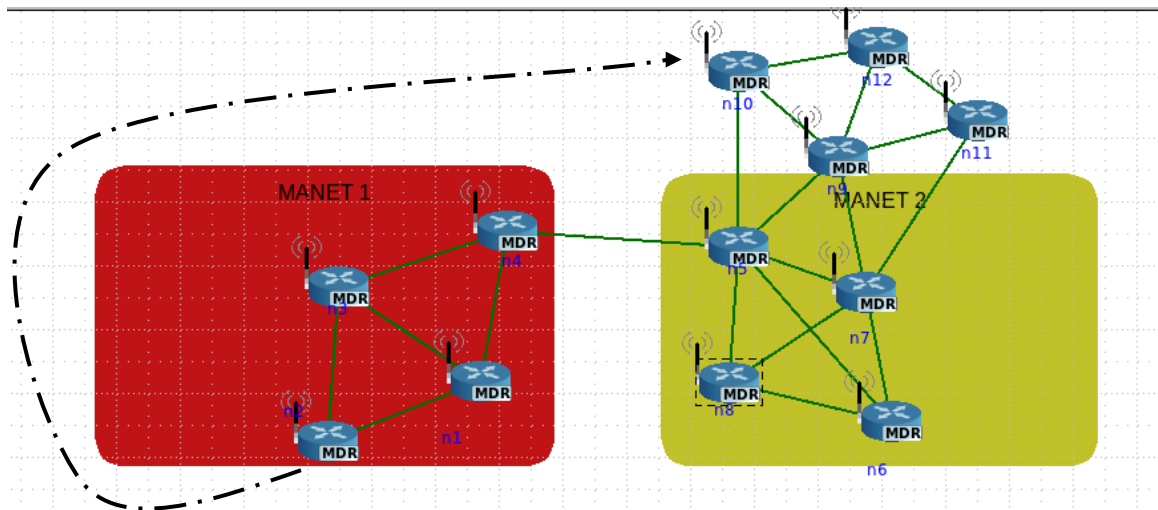 MDR
n12
MDR
n10
MDR
n11
MDR
n9
MANET 1
MANET 2
MDR
n4
MDR
n5
MDR
n3
MDR
n7
MDR
MDR
n8
n2
MDR
n1
MDR
n6